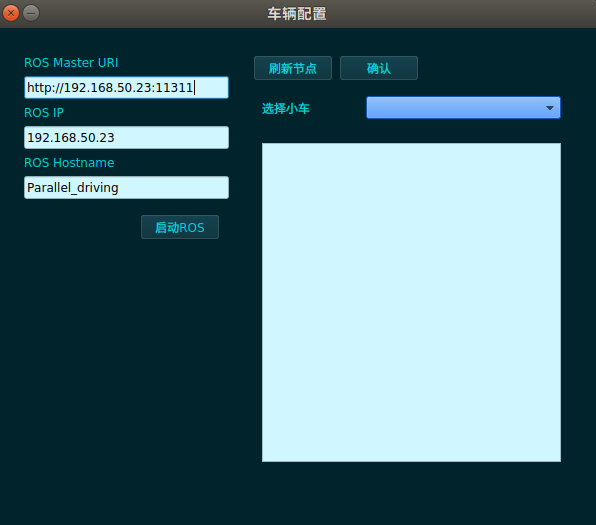 车辆配置
ROS Master URI
http://192.168.50.23:11311
ROS IP
192.168.50.23
ROS Hostname
Parallel_driving
启动ROS
刷新节点 确认
选择小车